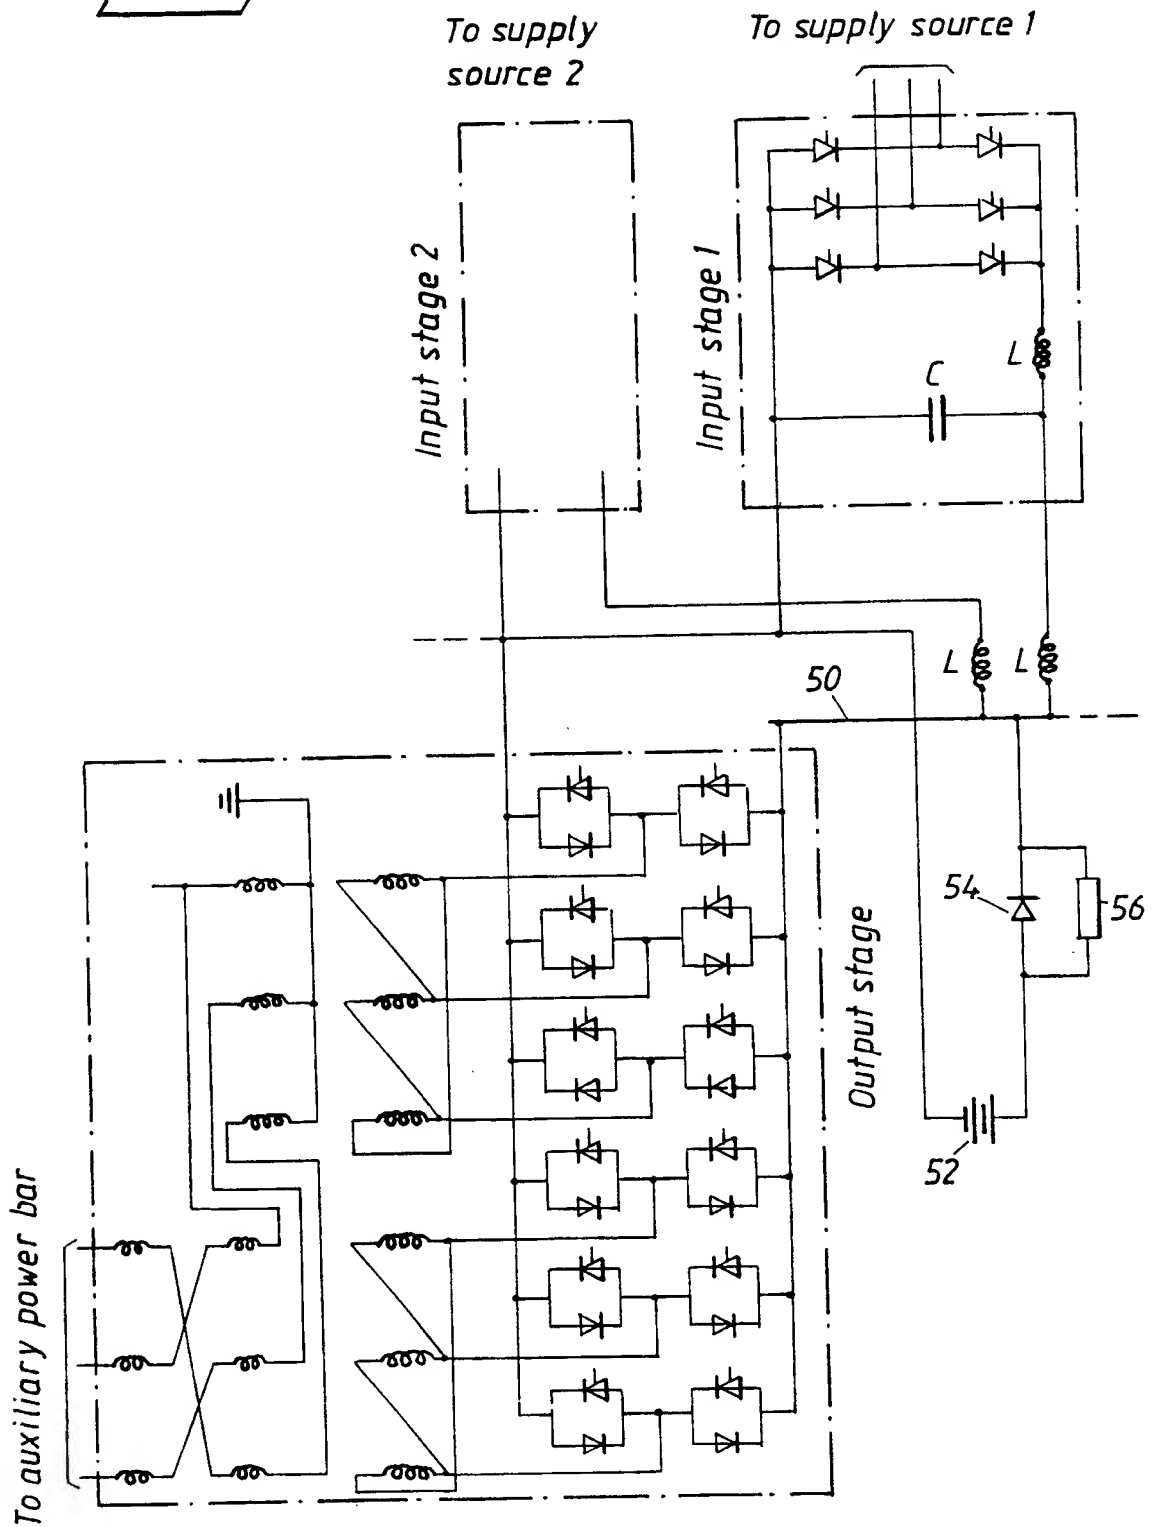 To supply
source 2
To supply source 1
Input stage 2
Input stage 1
L
C
L
L
50
54
56
Output stage
52
To auxiliary power bar